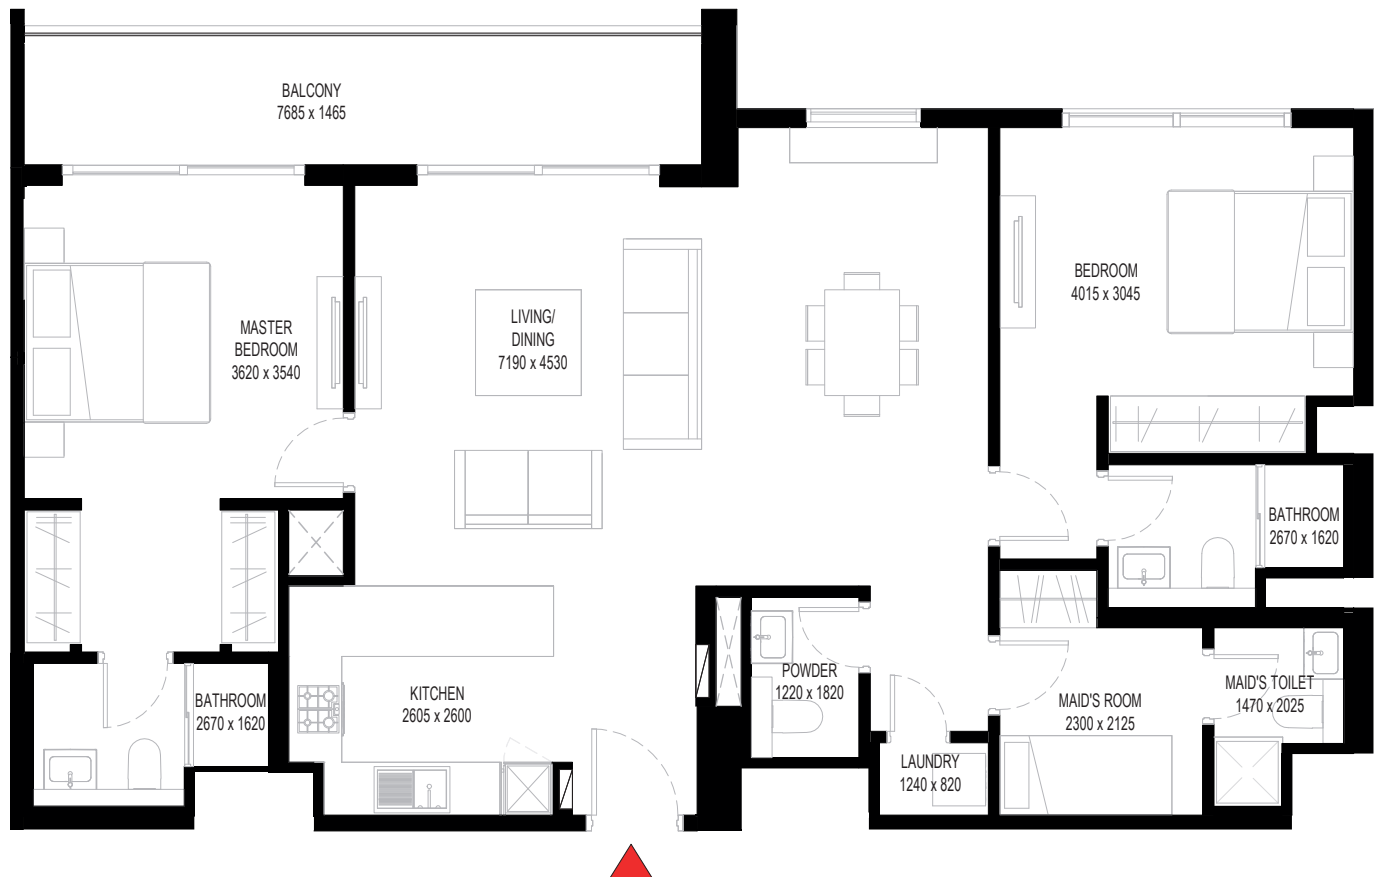 BALCONY
7685 x 1465
MASTER
BEDROOM
3620 x 3540
LIVING/
DINING
7190 x 4530
BEDROOM
4015 x 3045
BATHROOM
2670 x 1620
BATHROOM
2670 x 1620
KITCHEN
2605 x 2600
POWDER
1220 x 1820
LAUNDRY
1240 x 820
MAID'S ROOM
2300 x 2125
MAID'S TOILET
1470 x 2025